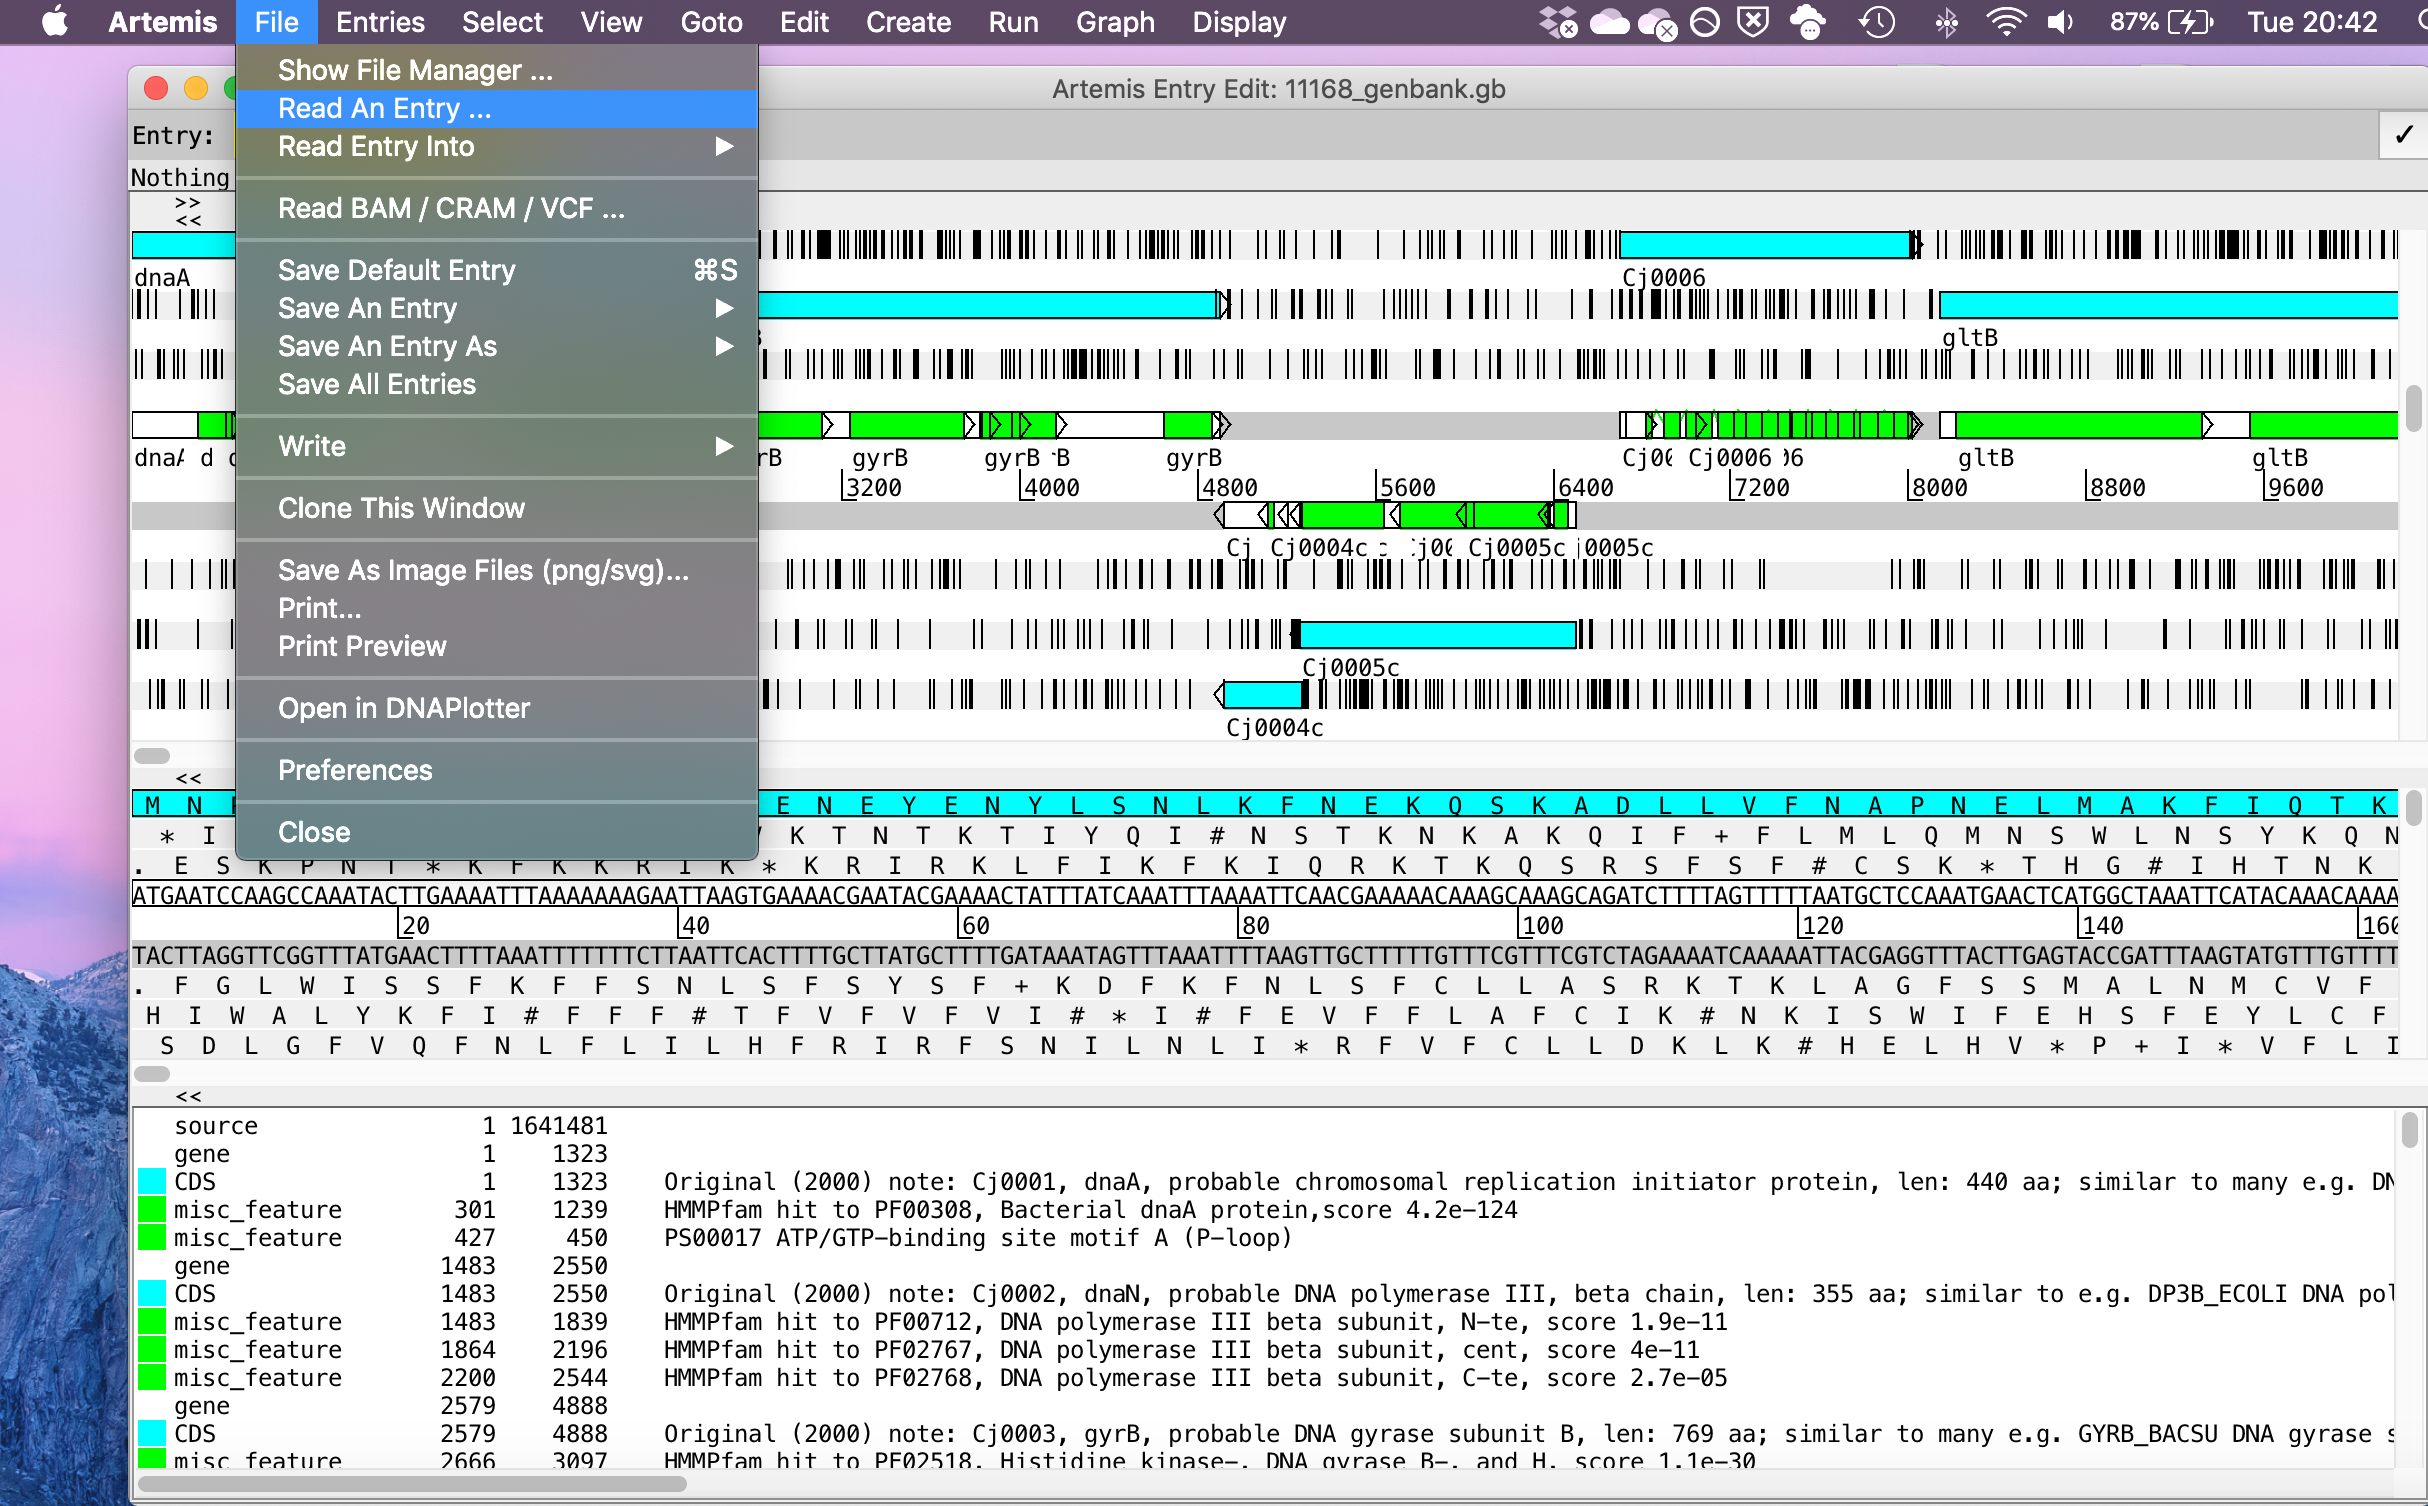 Artemis File Entries Select View Goto Edit Create Run Graph Display 87% Tue 20:42
Artemis Entry Edit: 11168_genbank.gb
Show File Manager ...
Read An Entry ...
Entry:
Read Entry Into
Nothing
>>
<<
Read BAM / CRAM / VCF ...
Save Default Entry ⌘S
dnaA Cj0006
Save An Entry
Save An Entry As
gltB
Save All Entries
Write
dnaA d gyrB gyrB gyrB Cj0006 gltB gltB
3200 4000 4800 5600 6400 7200 8000 8800 9600
Clone This Window
Cj Cj0004c Cj0005c j0005c
Save As Image Files (png/svg)...
Print...
Print Preview
Cj0005c
Open in DNAPlotter
Cj0004c
Preferences
<<
M N E N E Y E N Y L S N L K F N E K Q S K A D L L V F N A P N E L M A K F I Q T K
Close
* I K T N T K T I Y Q I # N S T K N K A K Q I F + F L M L Q M N S W L N S Y K Q N
. E S K P N T * K F K K R I K * K R I R K L F I K F K I Q R K T K Q S R S F S F # C S K * T H G # I H T N K
ATGAATCCAAGCCAAATACTTGAAAATTTAAAAAAAGAATTAAGTGAAAACGAATACGAAAACTATTTATCAAATTTAAAATTCAACGAAAAACAAAGCAAAGCAGATCTTTTAGTTTTTAATGCTCCAAATGAACTCATGGCTAAATTCATACAAACAAAA
20 40 60 80 100 120 140 160
TACTTAGGTTCGGTTTATGAACTTTTAAATTTTTTTCTTAATTCACTTTTGCTTATGCTTTTGATAAATAGTTTAAATTTTAAGTTGCTTTTTGTTTCGTTTCGTCTAGAAAATCAAAAATTACGAGGTTTACTTGAGTACCGATTTAAGTATGTTTGTTTT
. F G L W I S S F K F F S N L S F S Y S F + K D F K F N L S F C L L A S R K T K L A G F S S M A L N M C V F
H I W A L Y K F I # F F F # T F V F V F V I # * I # F E V F F L A F C I K # N K I S W I F E H S F E Y L C F
S D L G F V Q F N L F L I L H F R I R F S N I L N L I * R F V F C L L D K L K # H E L H V * P + I * V F L I
<<
source 1 1641481
gene 1 1323
CDS 1 1323 Original (2000) note: Cj0001, dnaA, probable chromosomal replication initiator protein, len: 440 aa; similar to many e.g. DN
misc_feature 301 1239 HMMPfam hit to PF00308, Bacterial dnaA protein,score 4.2e-124
misc_feature 427 450 PS00017 ATP/GTP-binding site motif A (P-loop)
gene 1483 2550
CDS 1483 2550 Original (2000) note: Cj0002, dnaN, probable DNA polymerase III, beta chain, len: 355 aa; similar to e.g. DP3B_ECOLI DNA pol
misc_feature 1483 1839 HMMPfam hit to PF00712, DNA polymerase III beta subunit, N-te, score 1.9e-11
misc_feature 1864 2196 HMMPfam hit to PF02767, DNA polymerase III beta subunit, cent, score 4e-11
misc_feature 2200 2544 HMMPfam hit to PF02768, DNA polymerase III beta subunit, C-te, score 2.7e-05
gene 2579 4888
CDS 2579 4888 Original (2000) note: Cj0003, gyrB, probable DNA gyrase subunit B, len: 769 aa; similar to many e.g. GYRB_BACSU DNA gyrase s
misc_feature 2666 3097 HMMPfam hit to PF02518, Histidine kinase-, DNA gyrase B-, and H, score 1.1e-30